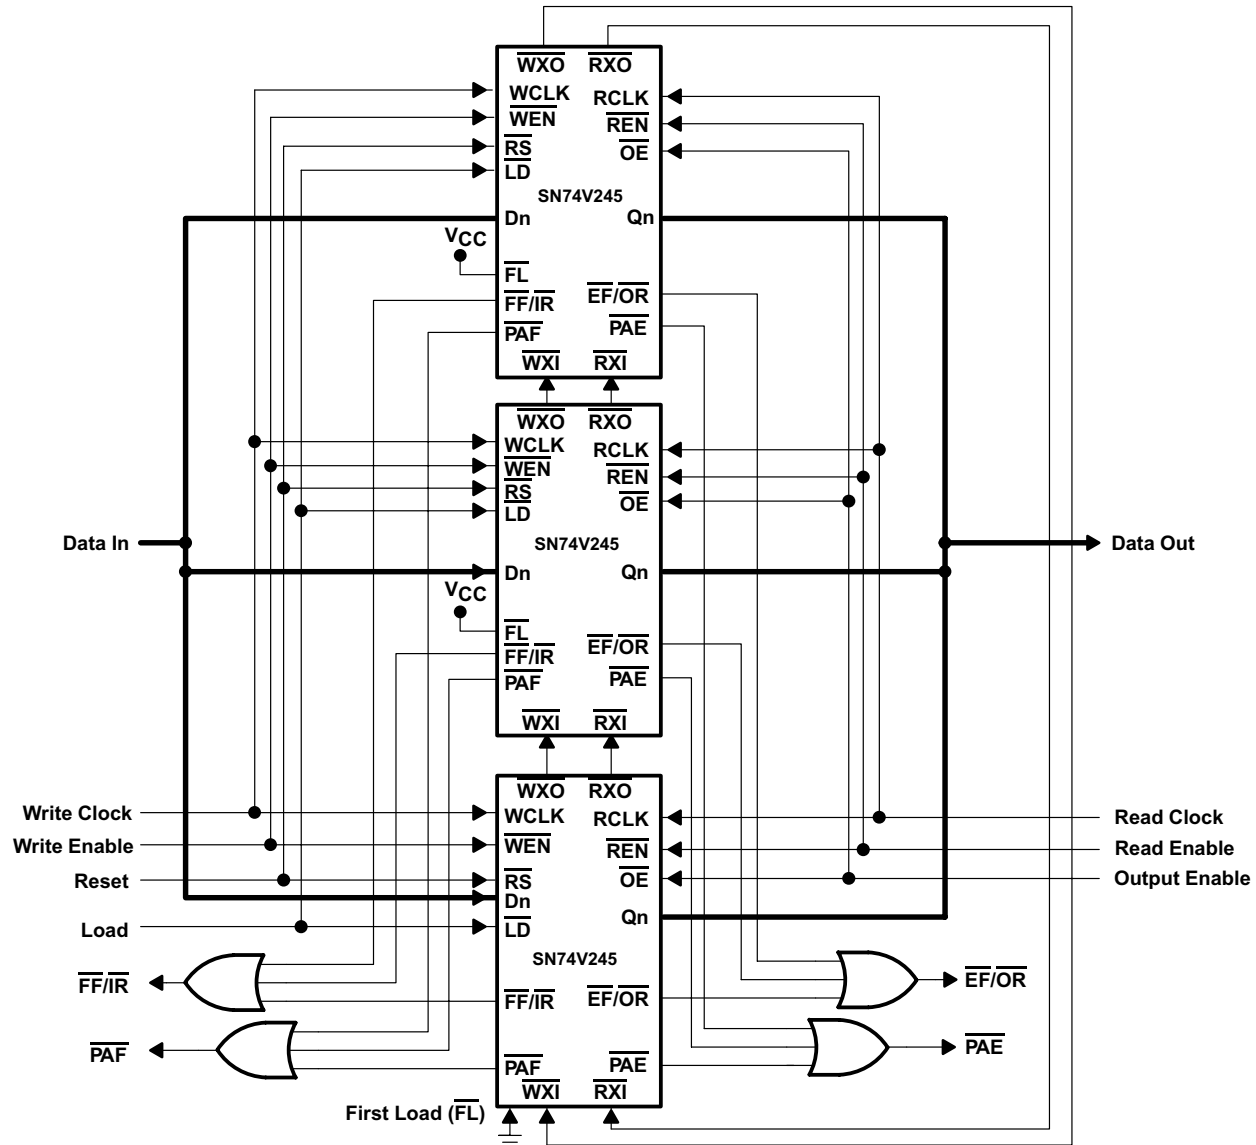 WXO RXO
WCLK RCLK
WEN REN
RS OE
LD
SN74V245
Dn Qn
VCC
FL
FF/IR EF/OR
PAF PAE
WXI RXI
WXO RXO
WCLK RCLK
WEN REN
RS OE
LD
SN74V245
Data In Dn Qn Data Out
VCC
FL
FF/IR EF/OR
PAF PAE
WXI RXI
WXO RXO
Write Clock WCLK RCLK Read Clock
Write Enable WEN REN Read Enable
Reset RS OE Output Enable
Dn Qn
Load LD
SN74V245
FF/IR FF/IR EF/OR EF/OR
PAF PAF PAE PAE
WXI RXI
First Load (FL)